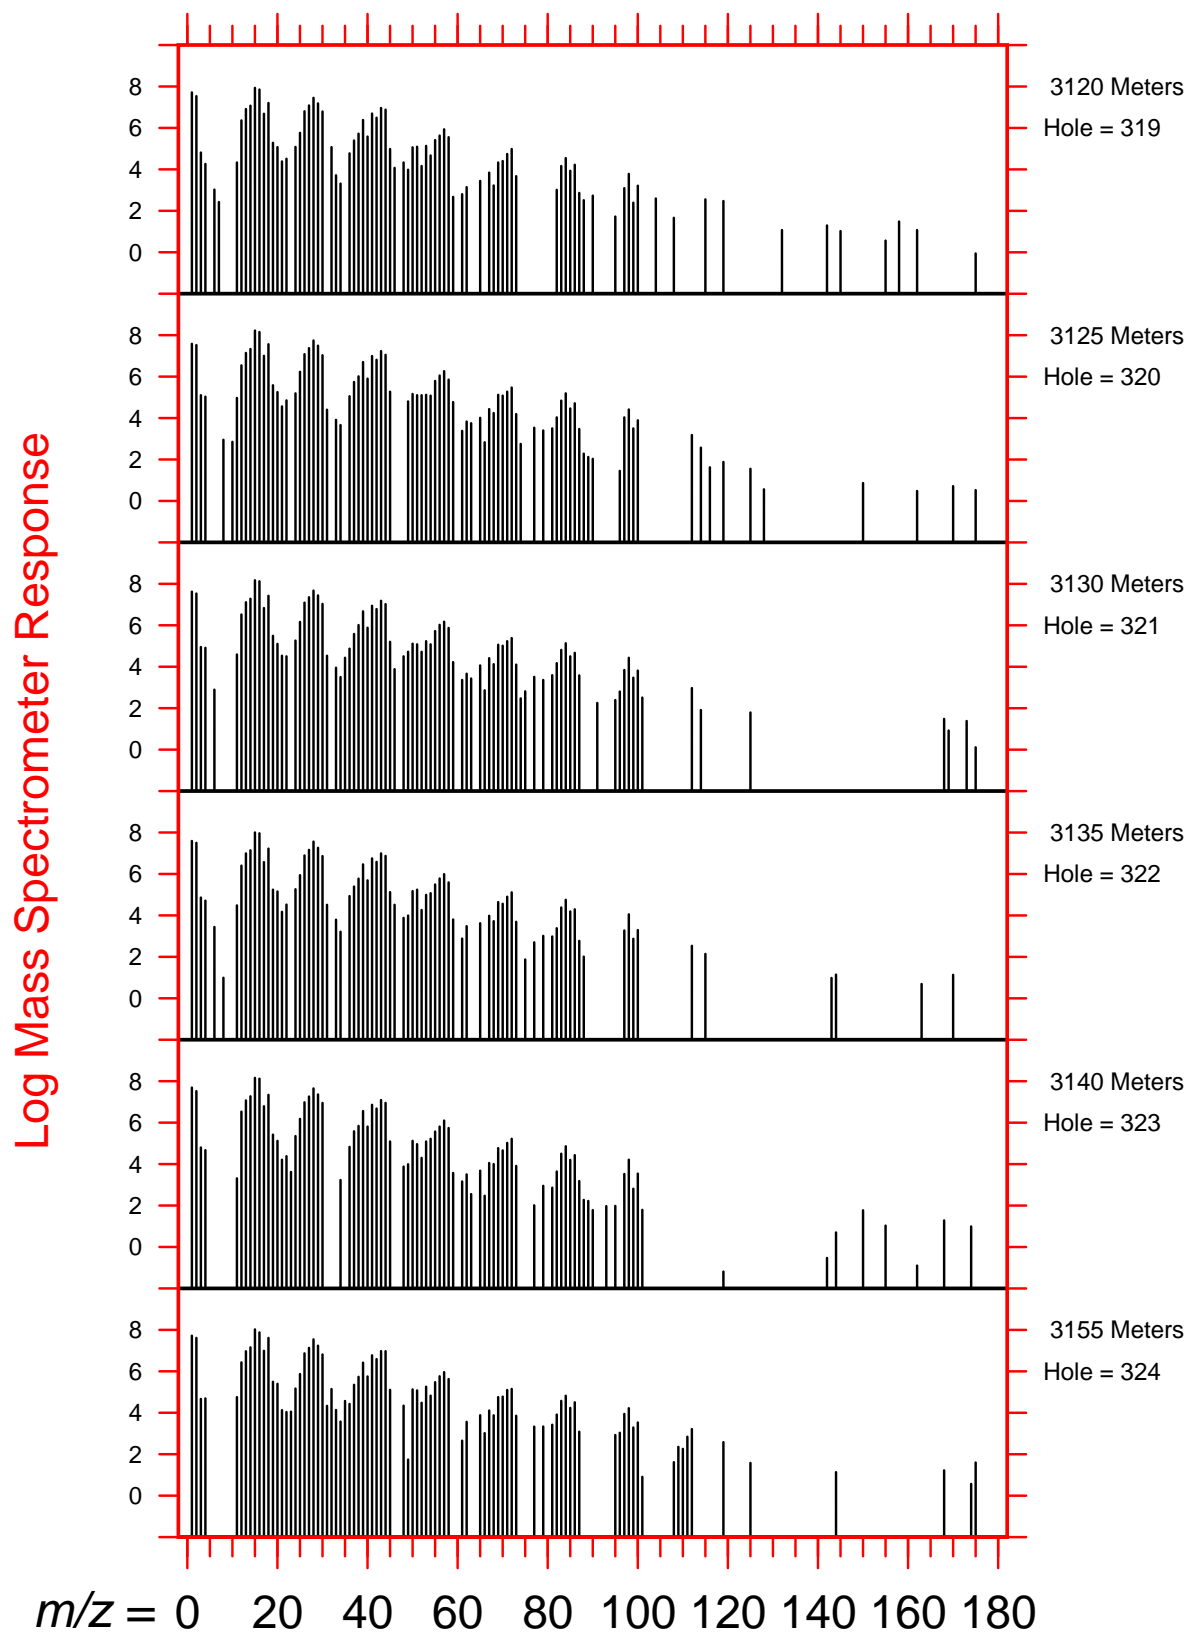 8
6
4
2
0
3120 Meters
Hole = 319
8
6
4
2
0
3125 Meters
Hole = 320
8
6
4
2
0
3130 Meters
Hole = 321
8
6
4
2
0
3135 Meters
Hole = 322
8
6
4
2
0
3140 Meters
Hole = 323
8
6
4
2
0
3155 Meters
Hole = 324
Log Mass Spectrometer Response
m/z = 0 20 40 60 80 100 120 140 160 180